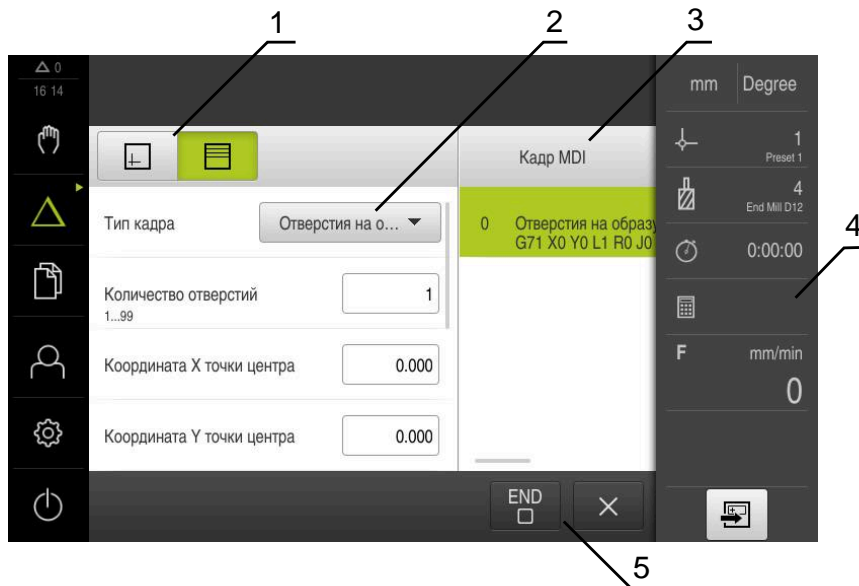 1
2
3
0
16 14
mm Degree
1
Preset 1
Кадр MDI
4
End Mill D12
4
Тип кадра
Отверстия на о...
0 Отверстия на образу
G71 X0 Y0 L1 R0 J0
0:00:00
Количество отверстий
1...99
1
Координата X точки центра
0.000
F mm/min
0
Координата Y точки центра
0.000
END
5